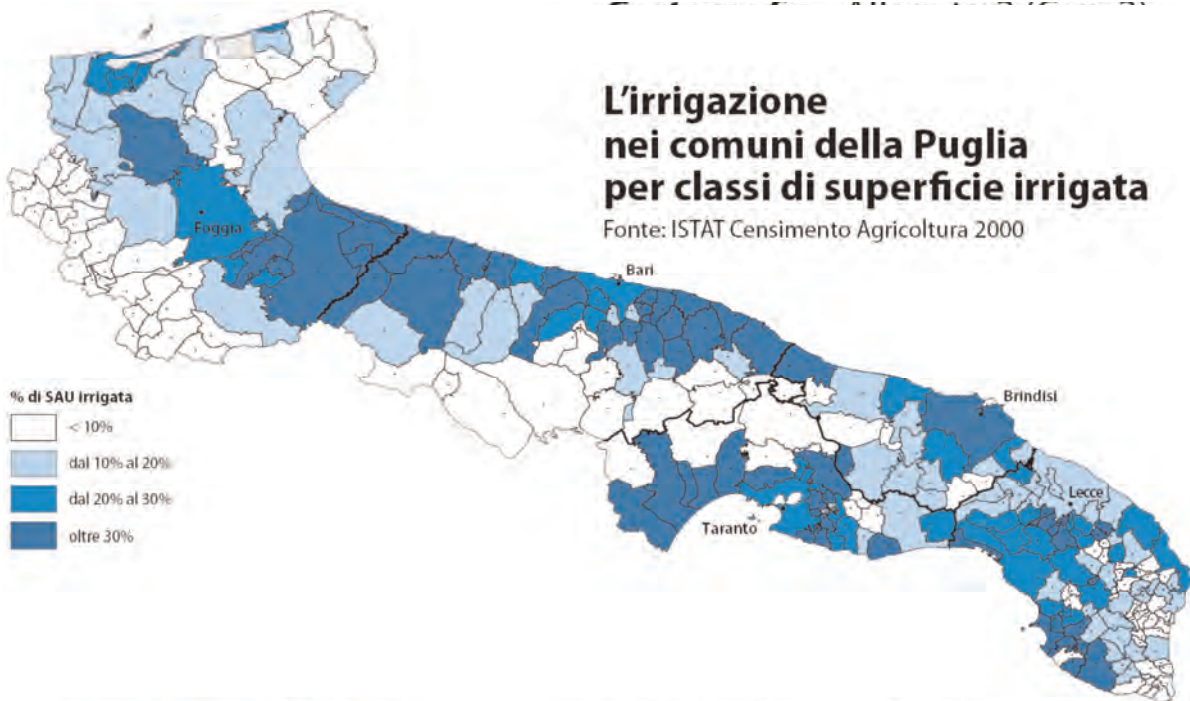 L'irrigazione
nei comuni della Puglia
per classi di superficie irrigata
Fonte: ISTAT Censimento Agricoltura 2000
Foggia
Bari
Brindisi
Lecce
Taranto
% di SAU irrigata
< 10%
dal 10% al 20%
dal 20% al 30%
oltre 30%